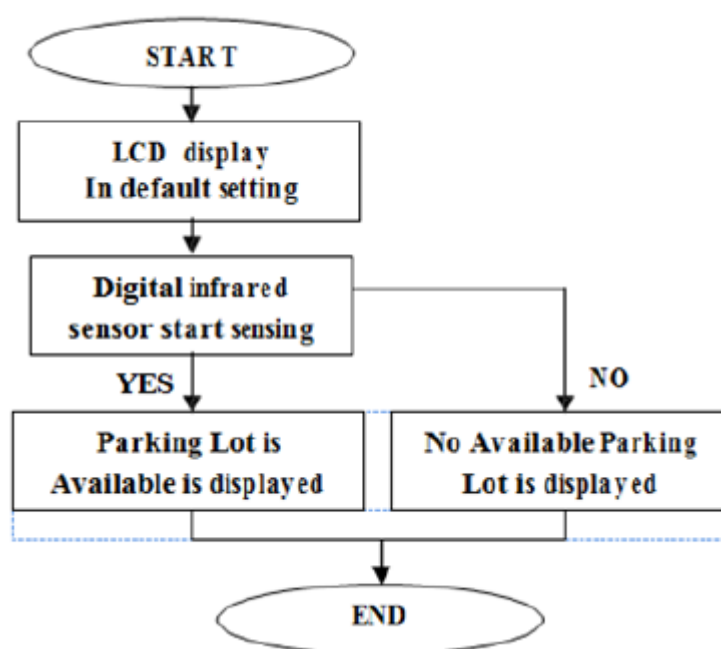 START
LCD display
In default setting
Digital infrared
sensor start sensing
YES
NO
Parking Lot is
Available is displayed
No Available Parking
Lot is displayed
END